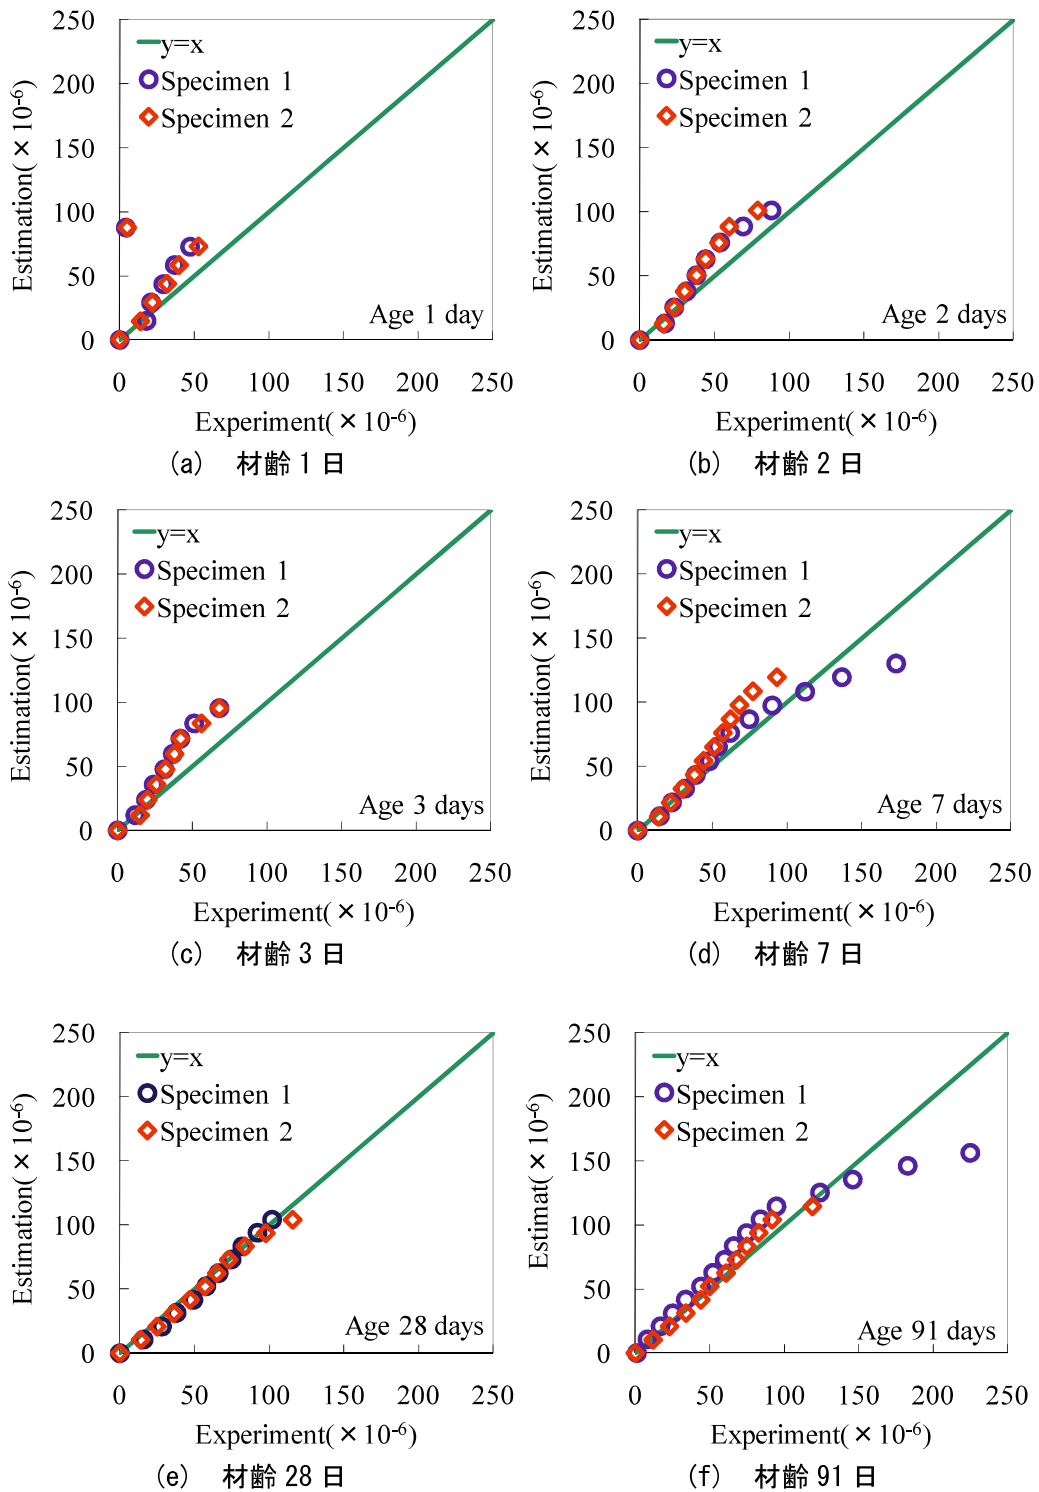 250
200
150
100
50
0
Estimation(×10-6)
y=x
Specimen 1
Specimen 2
Age 1 day
0 50 100 150 200 250
Experiment(×10-6)
(a) 材齢1日
250
200
150
100
50
0
Estimation(×10-6)
y=x
Specimen 1
Specimen 2
Age 2 days
0 50 100 150 200 250
Experiment(×10-6)
(b) 材齢2日
250
200
150
100
50
0
Estimation(×10-6)
y=x
Specimen 1
Specimen 2
Age 3 days
0 50 100 150 200 250
Experiment(×10-6)
(c) 材齢3日
250
200
150
100
50
0
Estimation(×10-6)
y=x
Specimen 1
Specimen 2
Age 7 days
0 50 100 150 200 250
Experiment(×10-6)
(d) 材齢7日
250
200
150
100
50
0
Estimation(×10-6)
y=x
Specimen 1
Specimen 2
Age 28 days
0 50 100 150 200 250
Experiment(×10-6)
(e) 材齢28日
250
200
150
100
50
0
Estimat(×10-6)
y=x
Specimen 1
Specimen 2
Age 91 days
0 50 100 150 200 250
Experiment(×10-6)
(f) 材齢91日